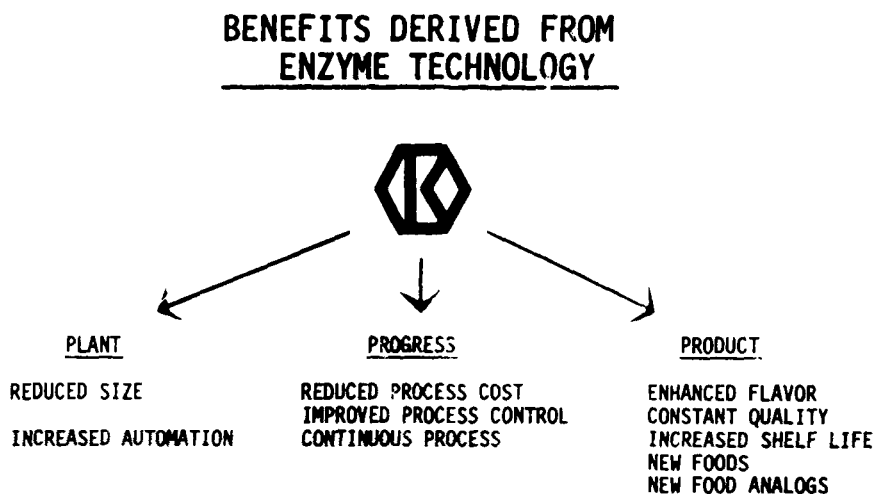 BENEFITS DERIVED FROM
ENZYME TECHNOLOGY
PLANT
REDUCED SIZE
INCREASED AUTOMATION
PROGRESS
REDUCED PROCESS COST
IMPROVED PROCESS CONTROL
CONTINUOUS PROCESS
PRODUCT
ENHANCED FLAVOR
CONSTANT QUALITY
INCREASED SHELF LIFE
NEW FOODS
NEW FOOD ANALOGS